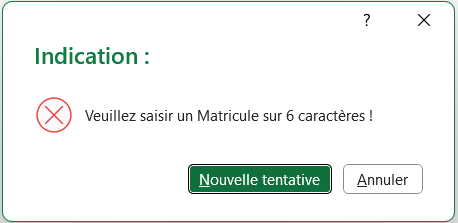 ?
Indication :
Veuillez saisir un Matricule sur 6 caractères !
Nouvelle tentative Annuler